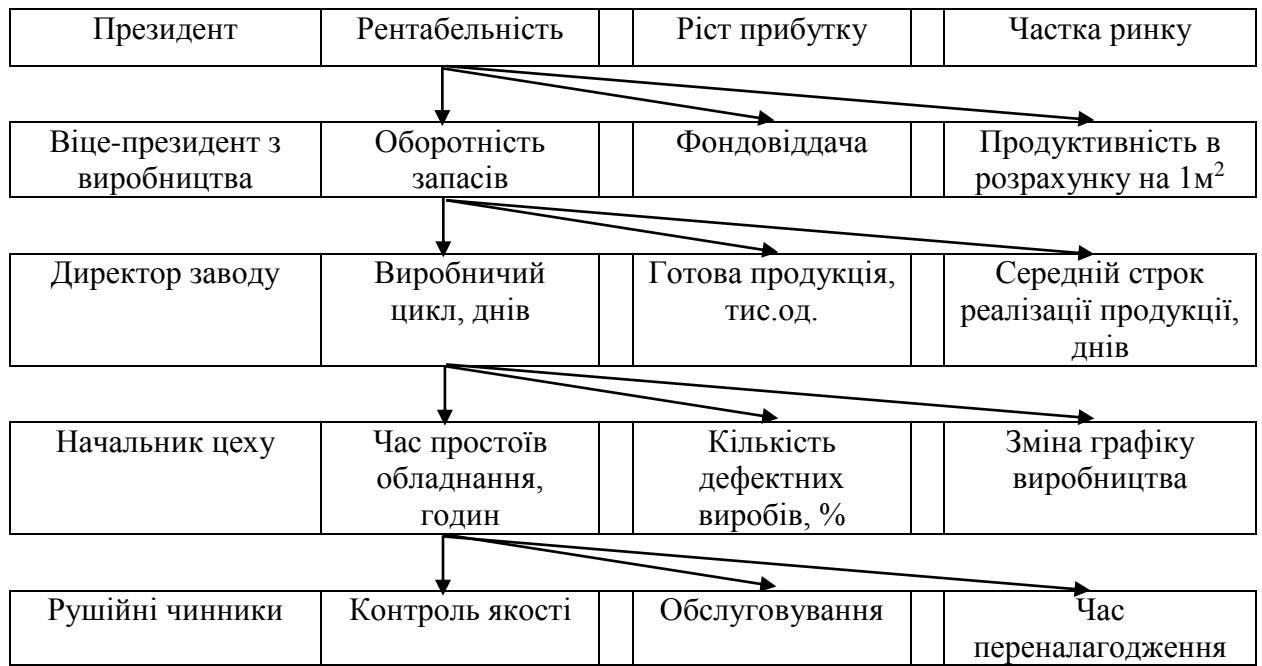 Президент
Рентабельність
Ріст прибутку
Частка ринку
Віце-президент з
виробництва
Оборотність
запасів
Фондовіддача
Продуктивність в
розрахунку на 1м²
Директор заводу
Виробничий
цикл, днів
Готова продукція,
тис.од.
Середній строк
реалізації продукції,
днів
Начальник цеху
Час простоїв
обладнання,
годин
Кількість
дефектних
виробів, %
Зміна графіку
виробництва
Рушійні чинники
Контроль якості
Обслуговування
Час
переналагодження